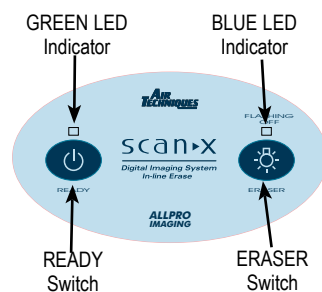 GREEN LED
Indicator
BLUE LED
Indicator
AIR
TECHNIQUES
FLASHING
OFF
scan x
Digital Imaging System
In-line Erase
READY
ERASER
ALLPRO
IMAGING
READY
Switch
ERASER
Switch